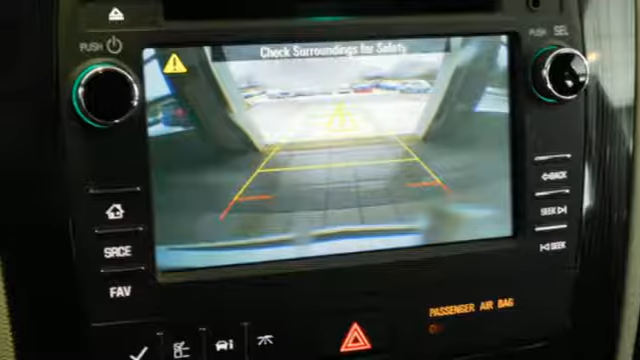 PUSH
PUSH SEL
Check Surroundings for Safety
BACK
SEEK
SEEK
SRCE
FAV
PASSENGER AIR BAG